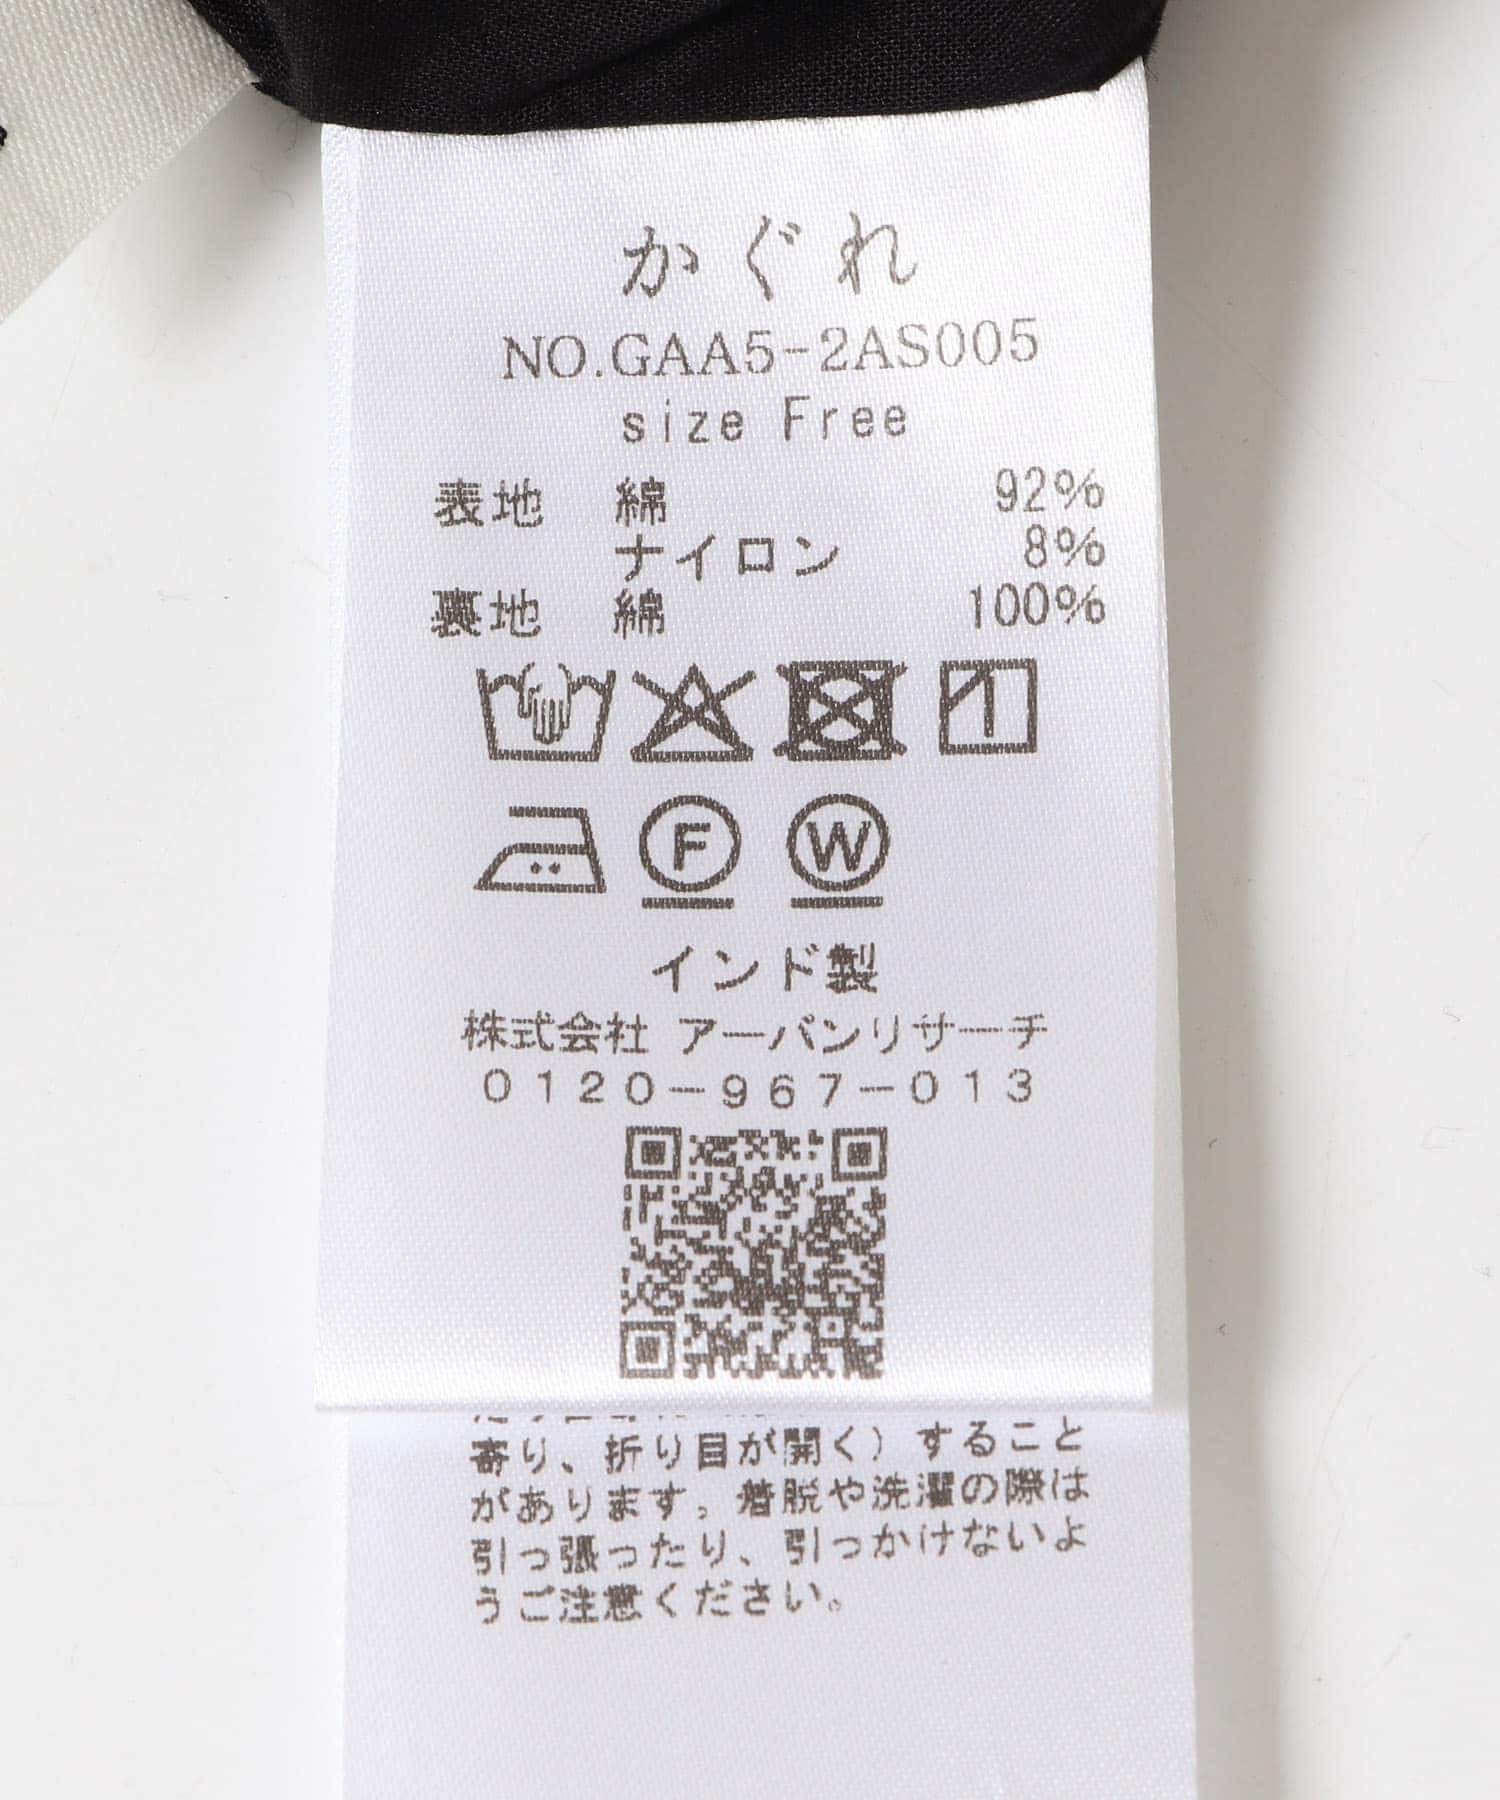 かぐれ
NO.GAA5-2AS005
size Free
表地 綿 92%
ナイロン 8%
裏地 綿 100%
F W
インド製
株式会社 アーバンリサーチ
0120-967-013
寄り、折り目が開く）すること
があります。着脱や洗濯の際は
引っ張ったり、引っかけないよ
うご注意ください。